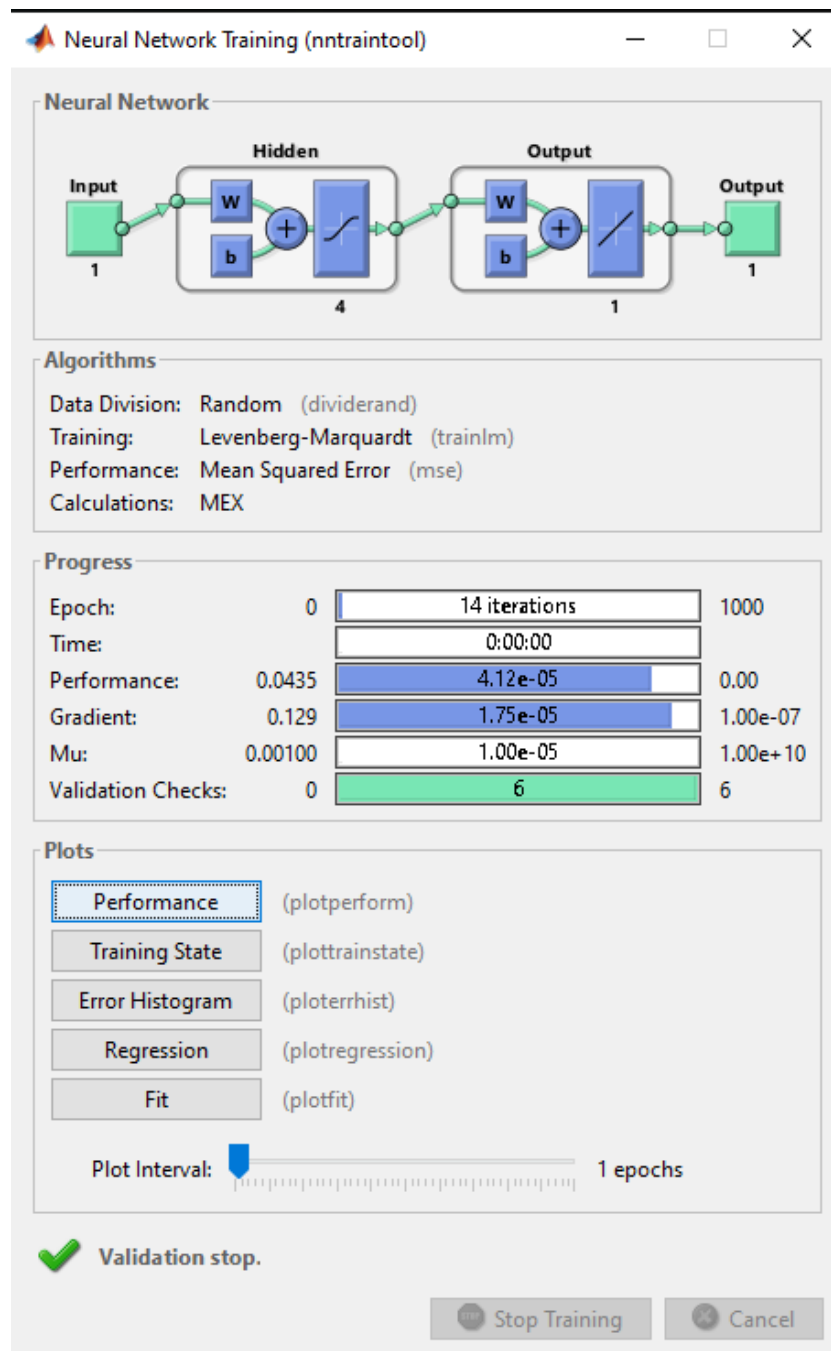 Neural Network Training (nntraintool)
Neural Network
Hidden Output
Input Output
W W
+ +
b b
1 1
4 1
Algorithms
Data Division: Random (dividerand)
Training: Levenberg-Marquardt (trainlm)
Performance: Mean Squared Error (mse)
Calculations: MEX
Progress
Epoch: 0 14 iterations 1000
Time: 0:00:00
Performance: 0.0435 4.12e-05 0.00
Gradient: 0.129 1.75e-05 1.00e-07
Mu: 0.00100 1.00e-05 1.00e+10
Validation Checks: 0 6 6
Plots
Performance (plotperform)
Training State (plottrainstate)
Error Histogram (ploterrhist)
Regression (plotregression)
Fit (plotfit)
Plot Interval: 1 epochs
Validation stop.
Stop Training Cancel